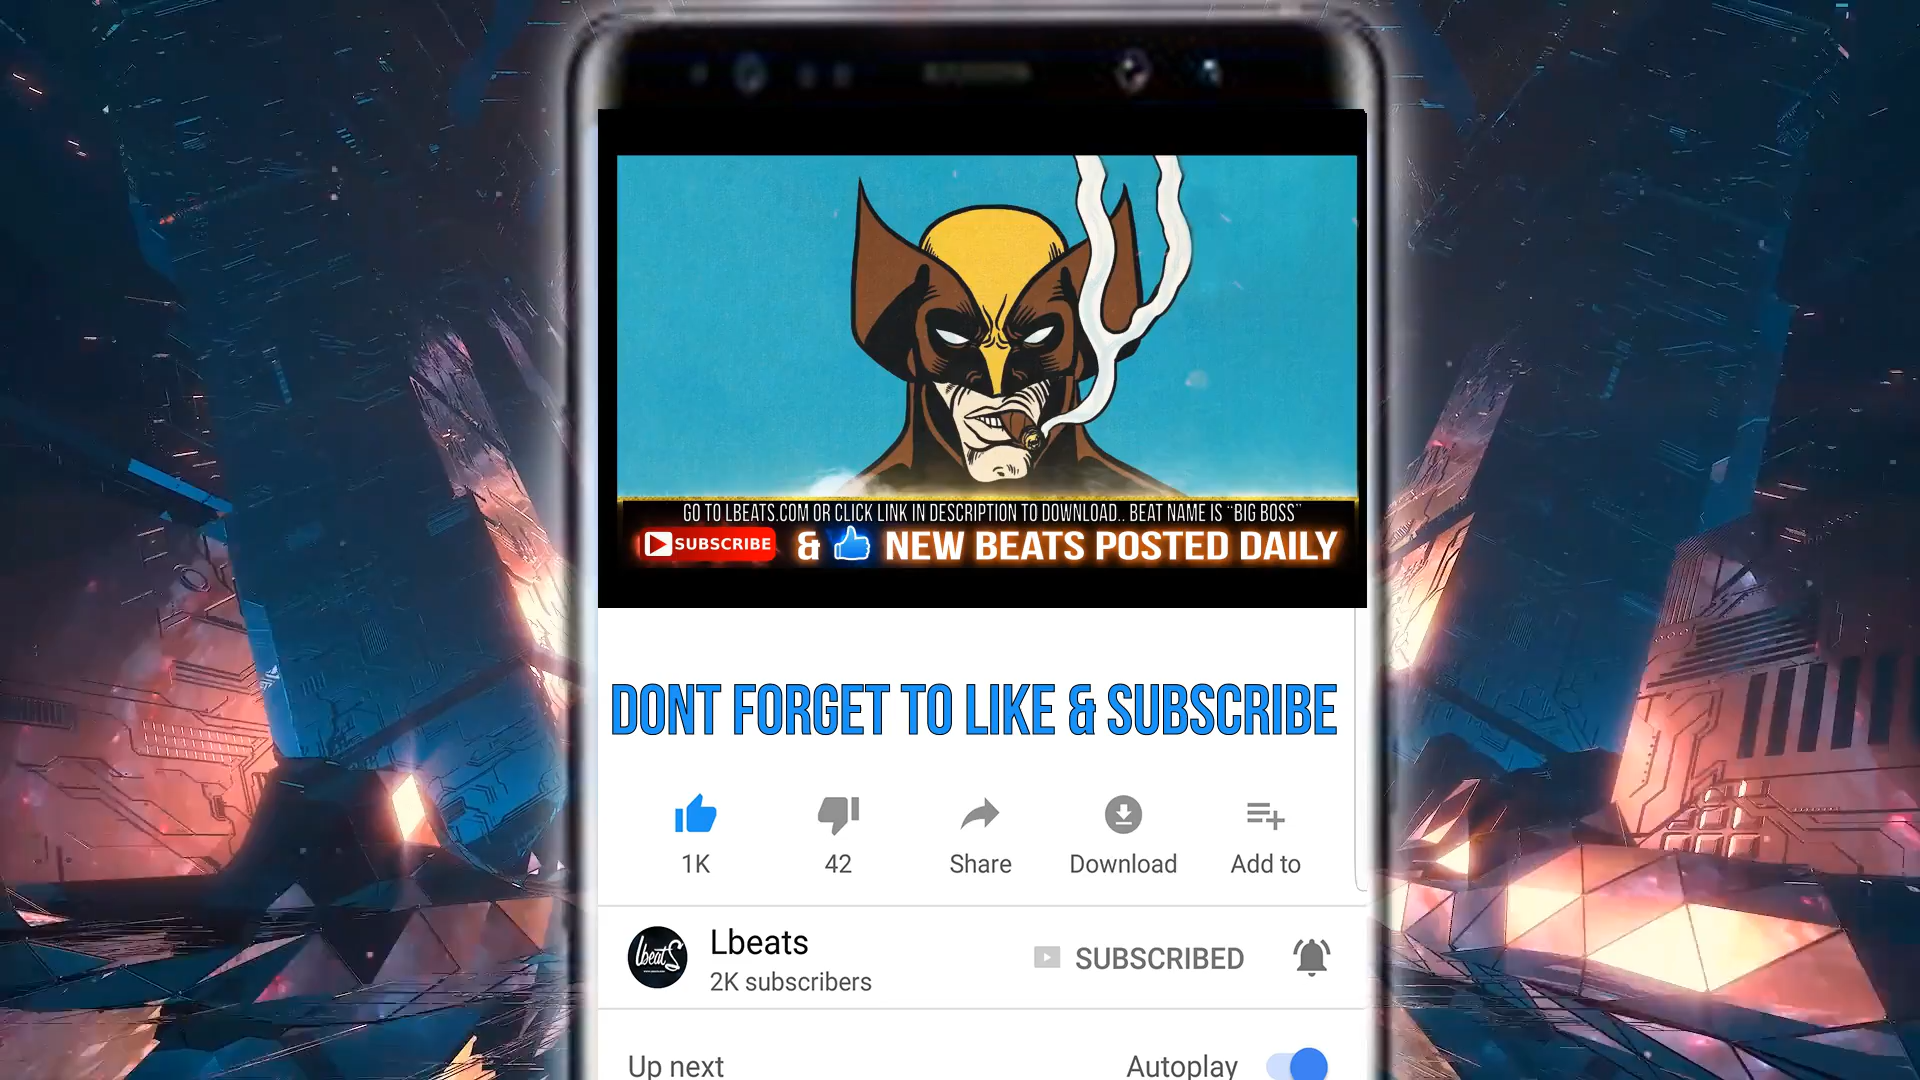 GO TO LBEATS.COM OR CLICK LINK IN DESCRIPTION TO DOWNLOAD.. BEAT NAME IS "BIG BOSS"
SUBSCRIBE & NEW BEATS POSTED DAILY
DONT FORGET TO LIKE & SUBSCRIBE
1K 42 Share Download Add to
lbeatS
Lbeats
2K subscribers
SUBSCRIBED
Up next Autoplay